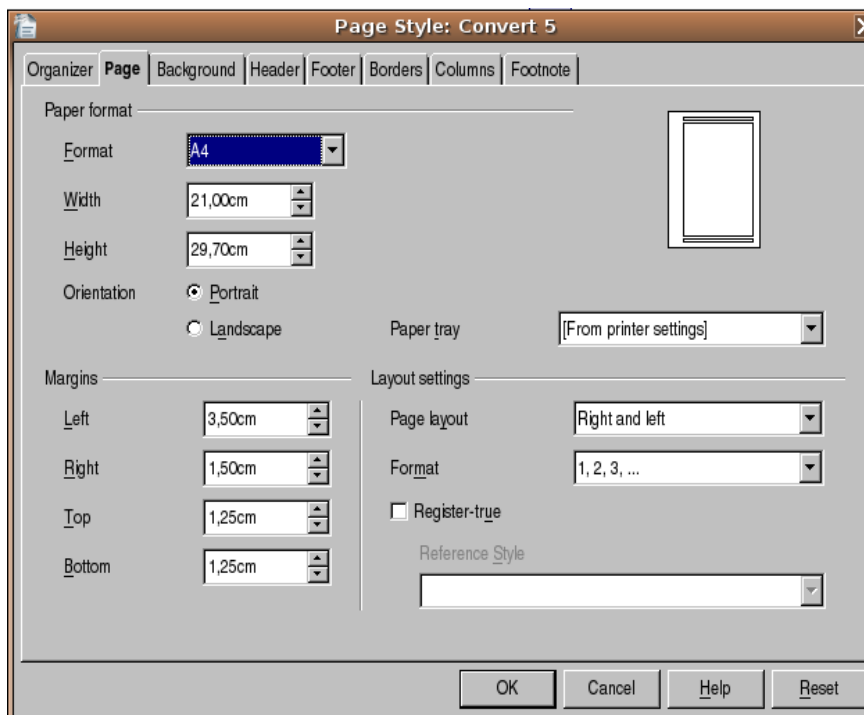 Page Style: Convert 5
Organizer Page Background Header Footer Borders Columns Footnote
Paper format
Format A4
Width 21,00cm
Height 29,70cm
Orientation Portrait
Landscape Paper tray [From printer settings]
Margins Layout settings
Left 3,50cm Page layout Right and left
Right 1,50cm Format 1, 2, 3, ...
Top 1,25cm Register-true
Bottom 1,25cm Reference Style
OK Cancel Help Reset